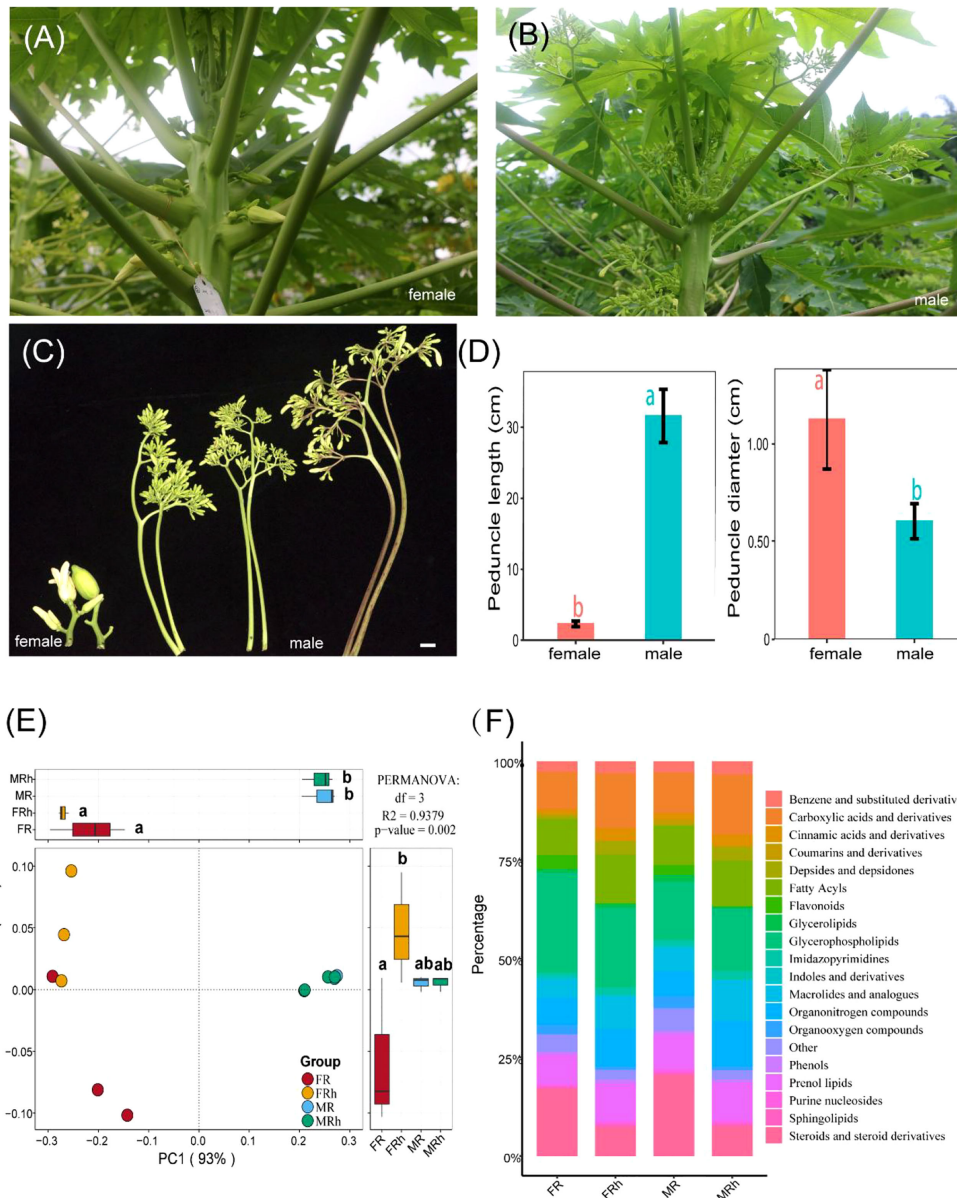 (A)
female
(B)
male
(C)
female
male
(D)
Peduncle length (cm)
30
20
10
0
b
a
female
male
Peduncle diamter (cm)
1.00
0.50
0
a
b
female
male
(E)
MRh
MR
FRh
FR
b
b
a
a
PERMANOVA:
df = 3
R2 = 0.9379
p-value = 0.002
0.10
0.05
0.00
−0.05
−0.10
−0.3
−0.2
−0.1
0.0
0.1
0.2
0.3
PC1 ( 93% )
Group
FR
FRh
MR
MRh
a
b
ab
ab
FR
FRh
MR
MRh
(F)
Percentage
100%
75%
50%
25%
0%
FR
FRh
MR
MRh
Benzene and substituted derivativ
Carboxylic acids and derivatives
Cinnamic acids and derivatives
Coumarins and derivatives
Depsides and depsidones
Fatty Acyls
Flavonoids
Glycerolipids
Glycerophospholipids
Imidazopyrimidines
Indoles and derivatives
Macrolides and analogues
Organonitrogen compounds
Organooxygen compounds
Other
Phenols
Prenol lipids
Purine nucleosides
Sphingolipids
Steroids and steroid derivatives